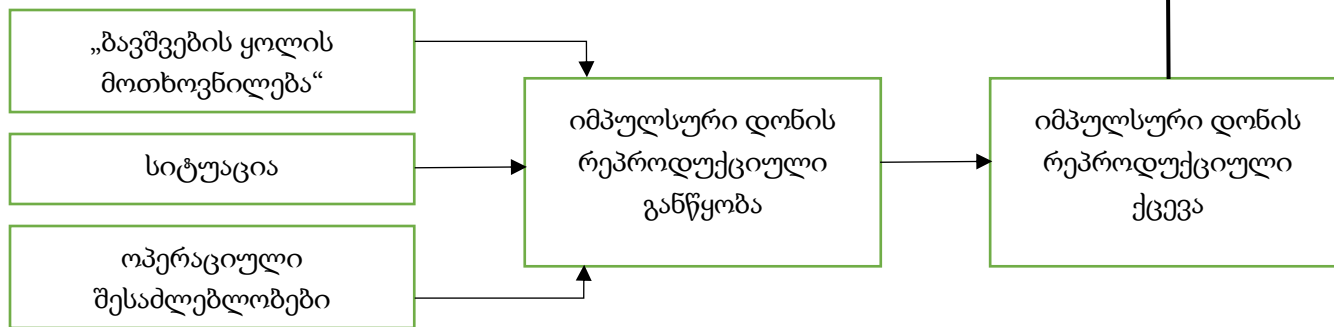 „ბავშვების ყოლის
მოთხოვნილება“
სიტუაცია
ოპერაციული
შესაძლებლობები
იმპულსური დონის
რეპროდუქციული
განწყობა
იმპულსური დონის
რეპროდუქციული
ქცევა